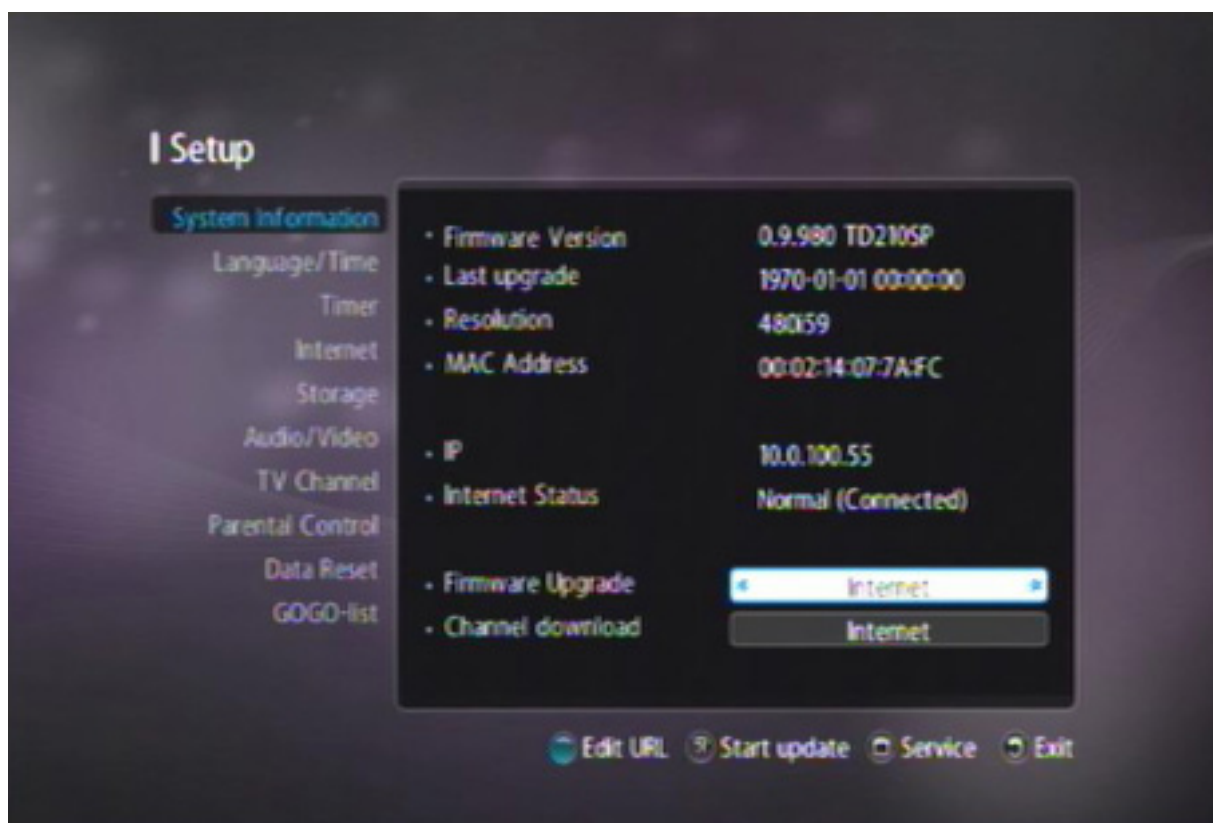 Setup
System Information
Language/Time
Timer
Internet
Storage
Audio/Video
TV Channel
Parental Control
Data Reset
GOGO-list
Firmware Version 0.9.980 TD210SP
Last upgrade 1970-01-01 00:00:00
Resolution 480i59
MAC Address 00:02:14:07:7A:FC
IP 10.0.100.55
Internet Status Normal (Connected)
Firmware Upgrade Internet
Channel download Internet
Edit URL Start update Service Exit